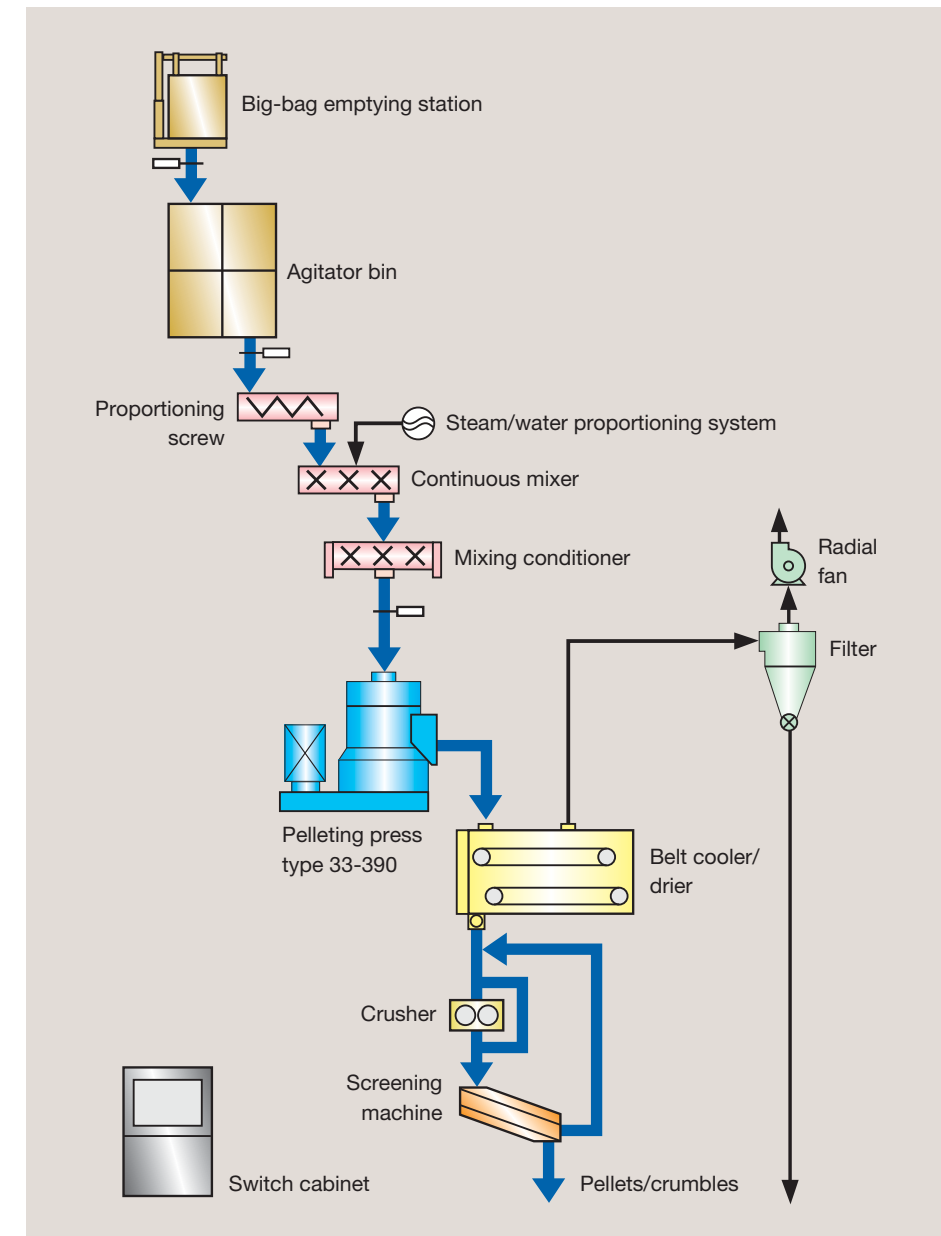 Big-bag emptying station
Agitator bin
Proportioning
screw
Steam/water proportioning system
Continuous mixer
Mixing conditioner
Radial
fan
Filter
Pelleting press
type 33-390
Belt cooler/
drier
Crusher
Screening
machine
Switch cabinet
Pellets/crumbles